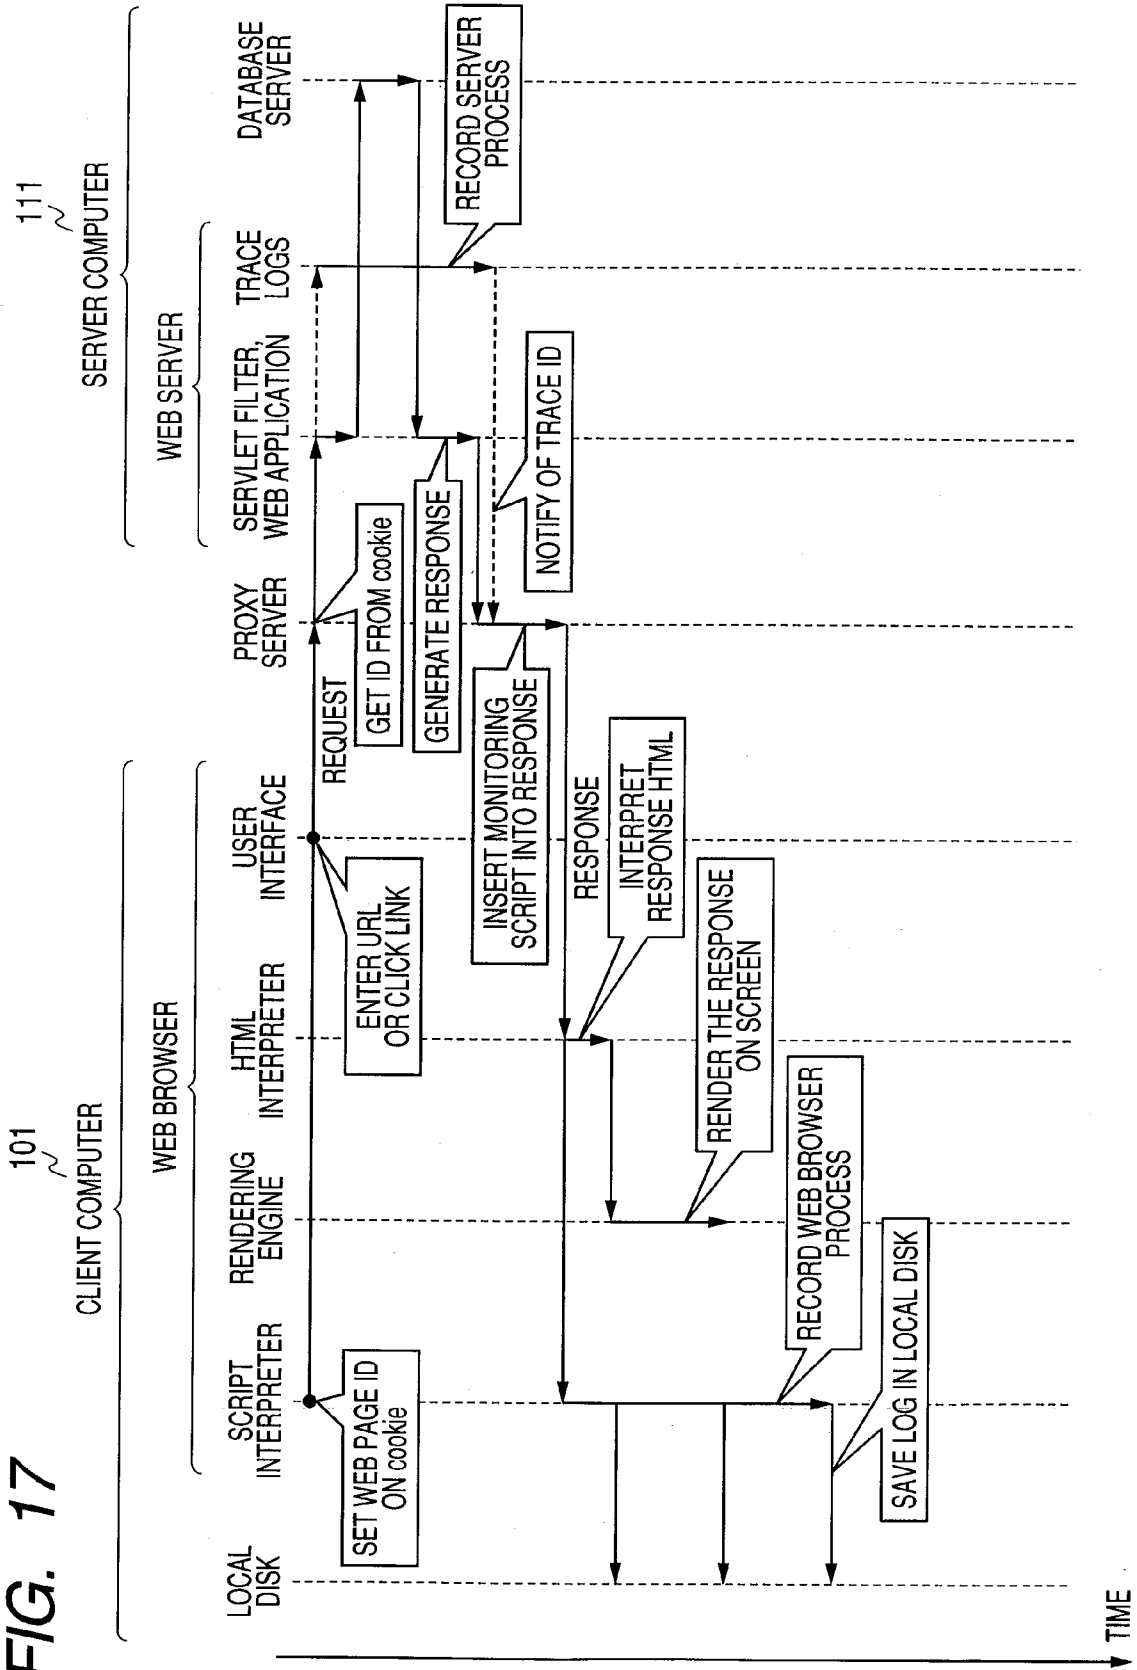 FIG. 17
101
CLIENT COMPUTER
WEB BROWSER
111
SERVER COMPUTER
WEB SERVER
LOCAL
DISK
SCRIPT
INTERPRETER
RENDERING
ENGINE
HTML
INTERPRETER
USER
INTERFACE
PROXY
SERVER
SERVLET FILTER,
WEB APPLICATION
TRACE
LOGS
DATABASE
SERVER
SET WEB PAGE ID
ON cookie
ENTER URL
OR CLICK LINK
REQUEST
GET ID FROM cookie
GENERATE RESPONSE
RECORD SERVER
PROCESS
NOTIFY OF TRACE ID
INSERT MONITORING
SCRIPT INTO RESPONSE
RESPONSE
INTERPRET
RESPONSE HTML
RENDER THE RESPONSE
ON SCREEN
RECORD WEB BROWSER
PROCESS
SAVE LOG IN LOCAL DISK
TIME